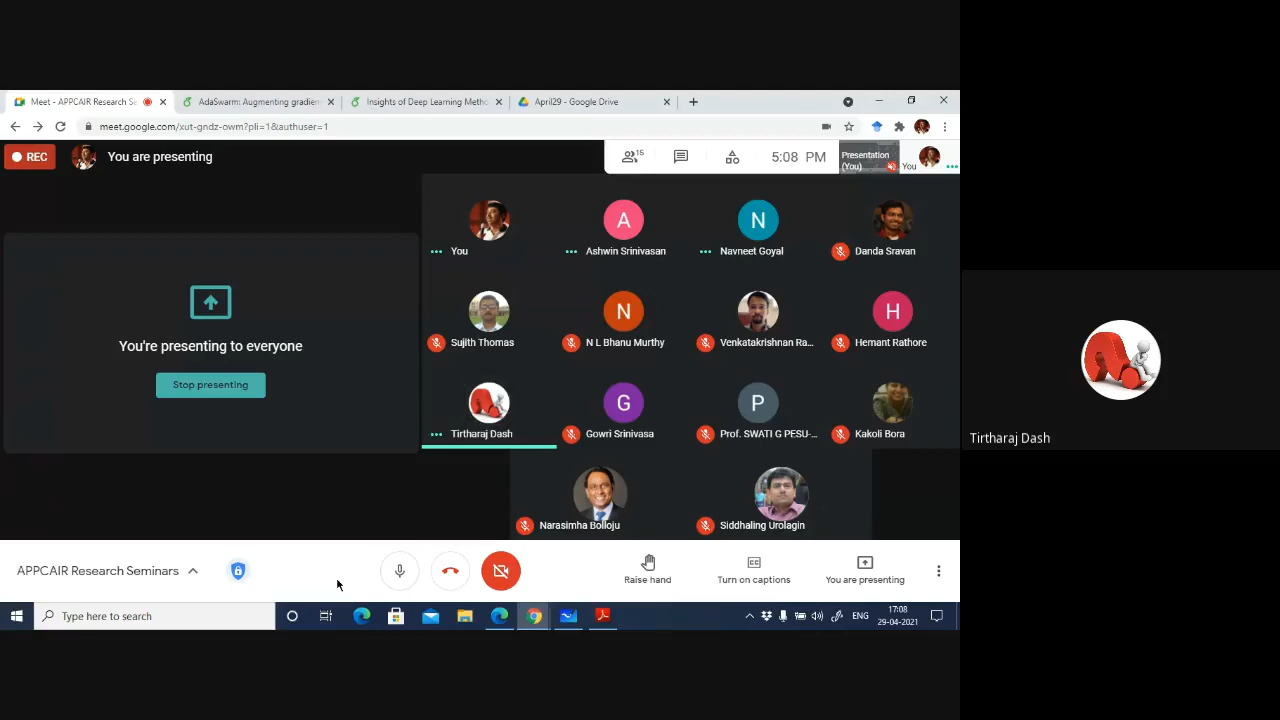 Meet - APPCAIR Research Se
AdaSwarm: Augmenting gradien
Insights of Deep Learning Metho
April29 - Google Drive
meet.google.com/xut-gndz-owm?pli=1&authuser=1
REC
You are presenting
15
5:08 PM
Presentation
(You)
You
You're presenting to everyone
Stop presenting
You
A
Ashwin Srinivasan
N
Navneet Goyal
Danda Sravan
Sujith Thomas
N
N L Bhanu Murthy
Venkatakrishnan Ra...
H
Hemant Rathore
Tirtharaj Dash
G
Gowri Srinivasa
P
Prof. SWATI G PESU-...
Kakoli Bora
Narasimha Bolloju
Siddhaling Urolagin
Tirtharaj Dash
APPCAIR Research Seminars
Raise hand
Turn on captions
You are presenting
Type here to search
ENG
17:08
29-04-2021